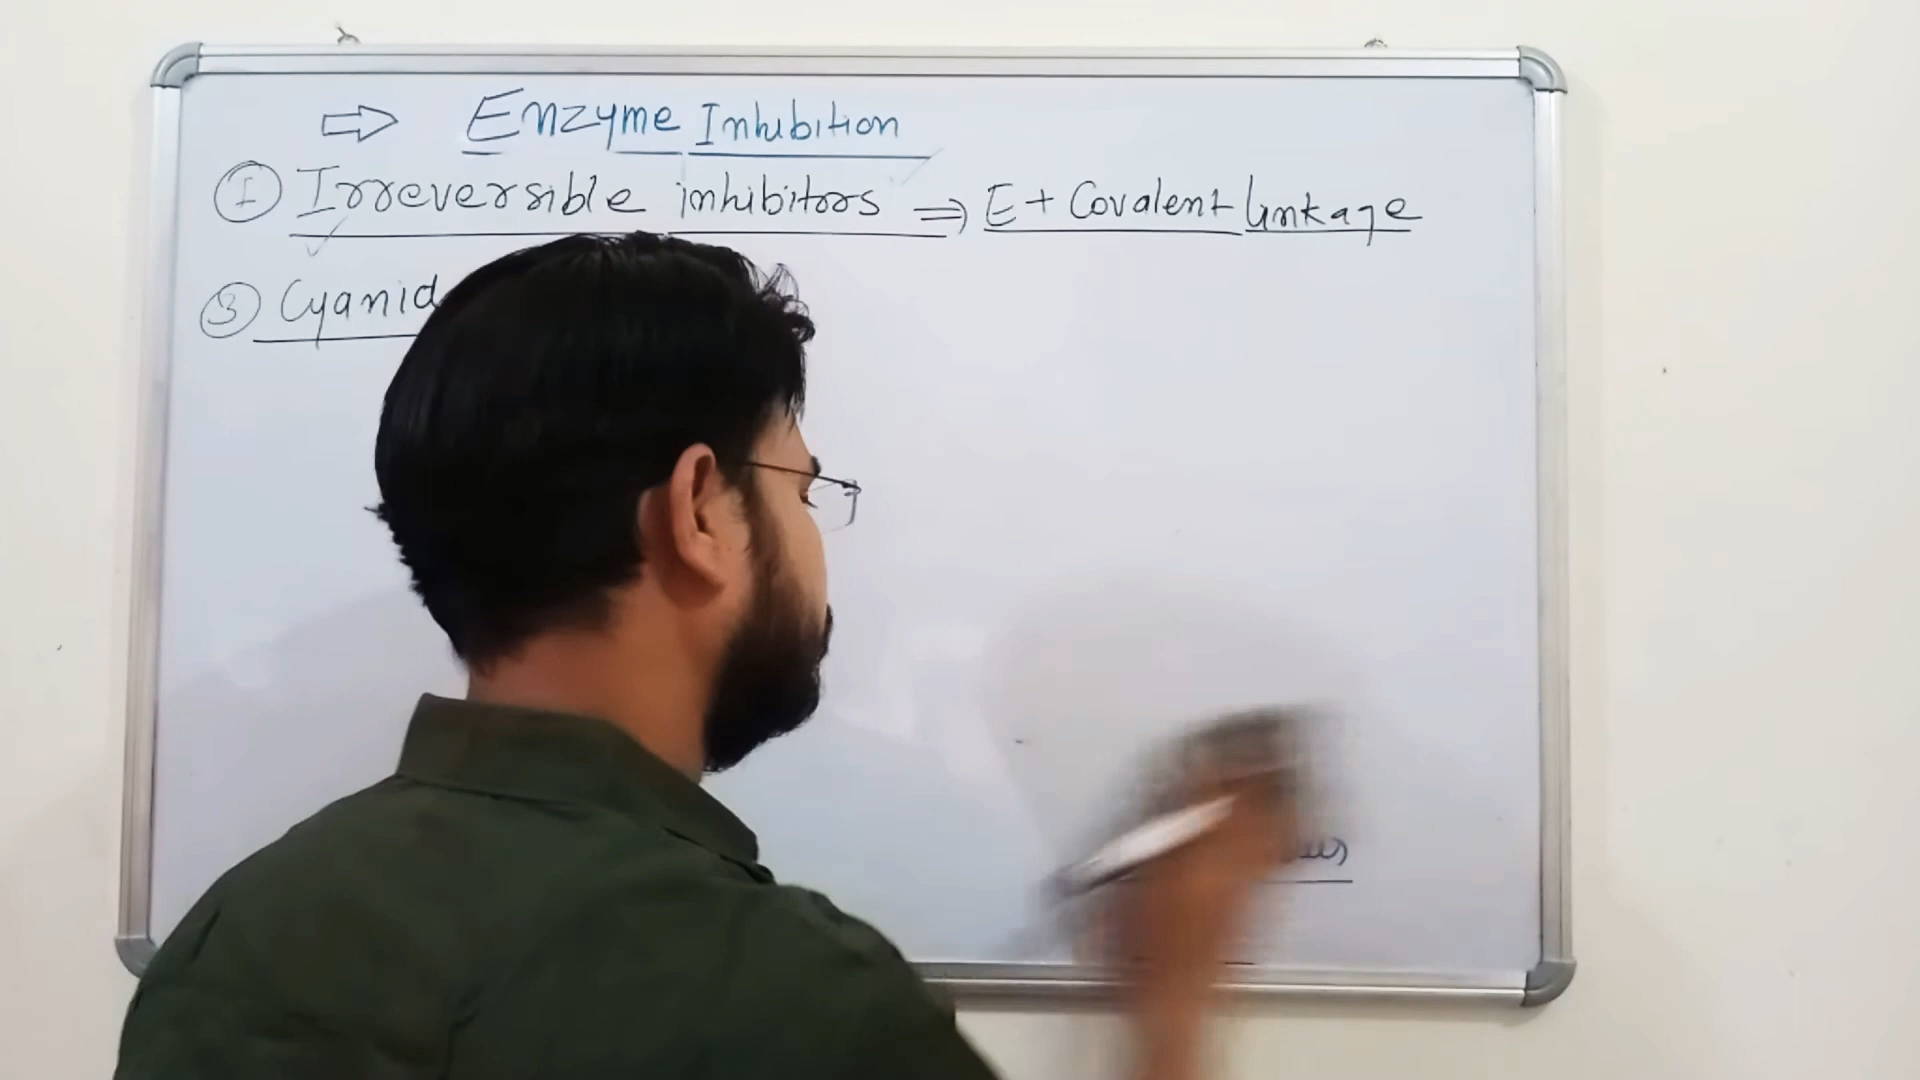 ⇒ Enzyme Inhibition
① Irreversible inhibitors ⇒ E + Covalent linkage
③ Cyanid